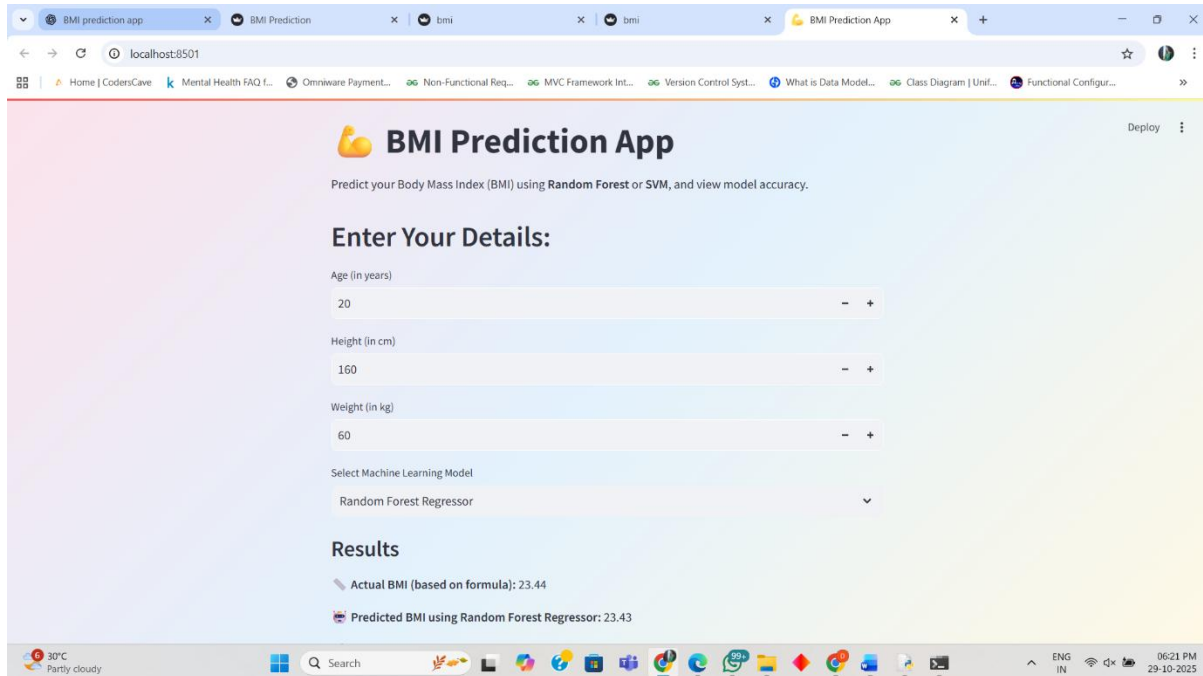 BMI prediction app
BMI Prediction
bmi
bmi
BMI Prediction App
localhost:8501
Home | CodersCave
Mental Health FAQ f...
Omniware Payment...
Non-Functional Req...
MVC Framework Int...
Version Control Syst...
What is Data Model...
Class Diagram | Unif...
Functional Configur...
Deploy
💪 BMI Prediction App
Predict your Body Mass Index (BMI) using Random Forest or SVM, and view model accuracy.
Enter Your Details:
Age (in years)
20
Height (in cm)
160
Weight (in kg)
60
Select Machine Learning Model
Random Forest Regressor
Results
Actual BMI (based on formula): 23.44
Predicted BMI using Random Forest Regressor: 23.43
6
30°C
Partly cloudy
Search
99+
ENG
IN
06:21 PM
29-10-2025